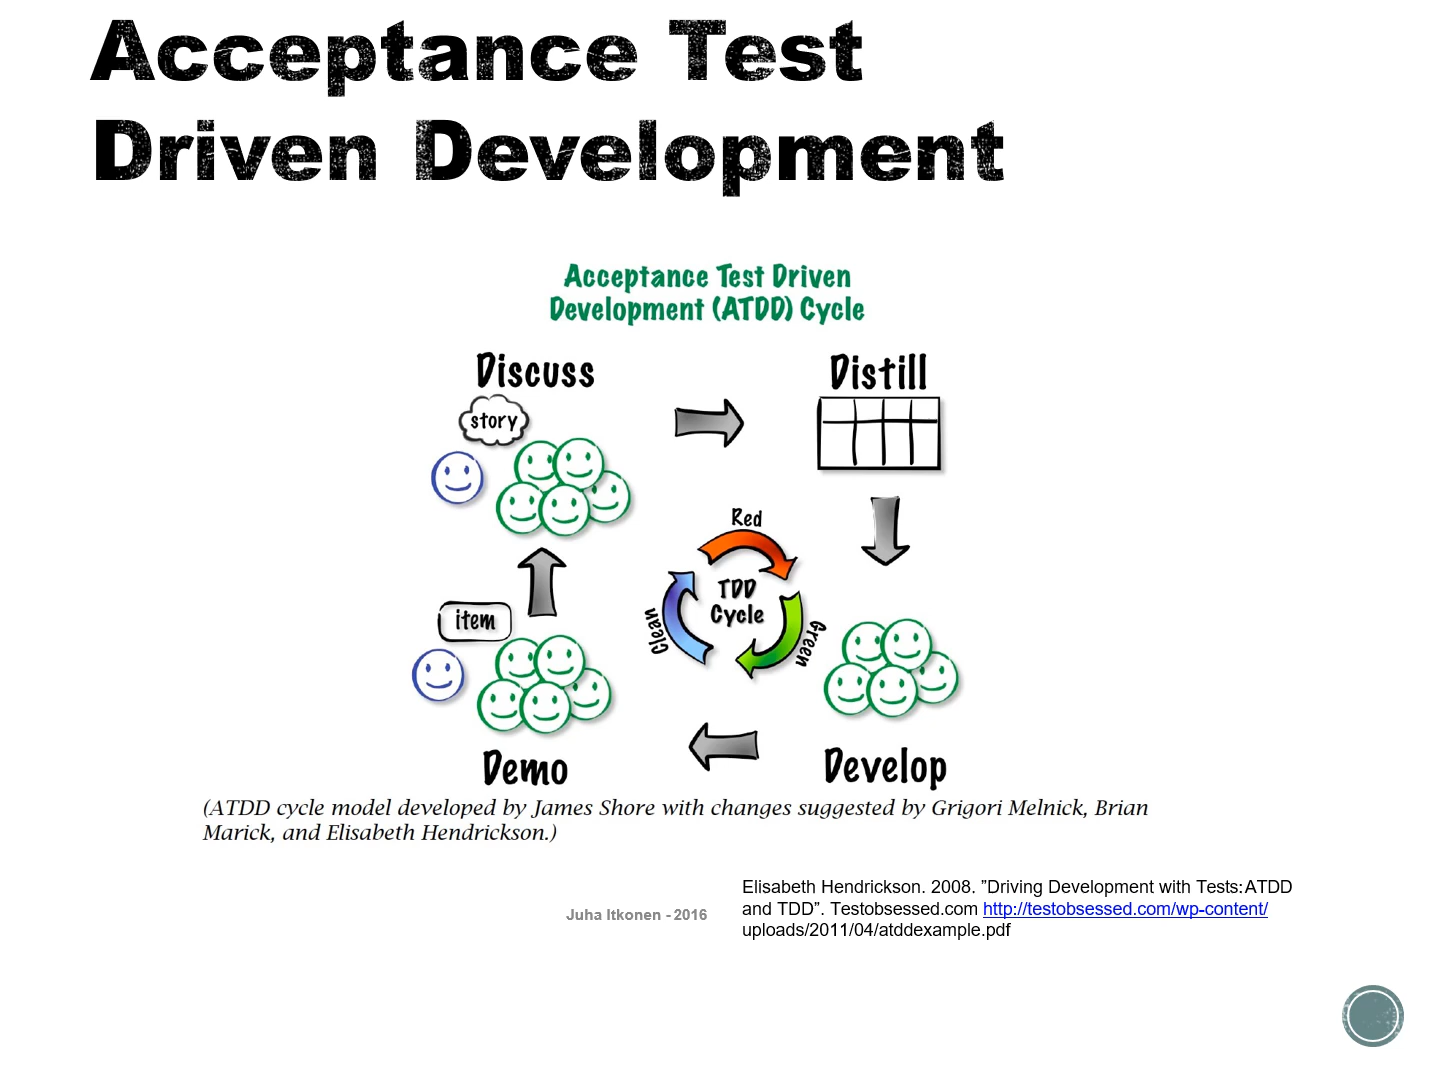 Acceptance Test
Driven Development
Acceptance Test Driven
Development (ATDD) Cycle
Discuss
Distill
story
Red
TDD
Cycle
Clean
Green
item
Demo
Develop
(ATDD cycle model developed by James Shore with changes suggested by Grigori Melnick, Brian
Marick, and Elisabeth Hendrickson.)
Juha Itkonen - 2016
Elisabeth Hendrickson. 2008. ”Driving Development with Tests: ATDD
and TDD”. Testobsessed.com http://testobsessed.com/wp-content/
uploads/2011/04/atddexample.pdf